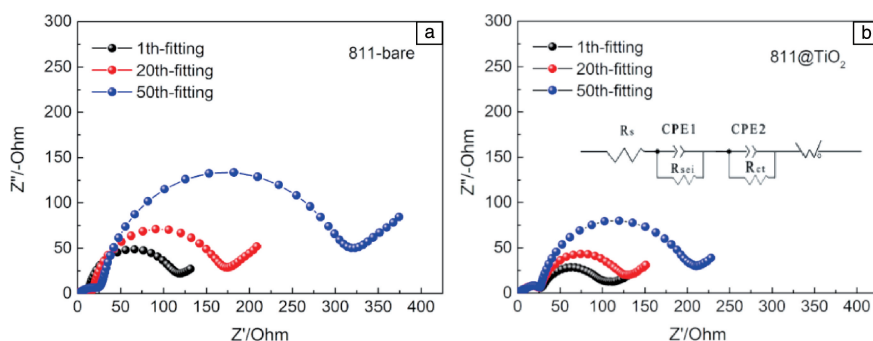 a
811-bare
1th-fitting
20th-fitting
50th-fitting
Z"/-Ohm
300
250
200
150
100
50
0
0 50 100 150 200 250 300 350 400
Z'/Ohm
b
811@TiO₂
1th-fitting
20th-fitting
50th-fitting
Rs CPE1 CPE2
Rsei Rct
Z"/-Ohm
300
250
200
150
100
50
0
0 50 100 150 200 250 300 350 400
Z'/Ohm